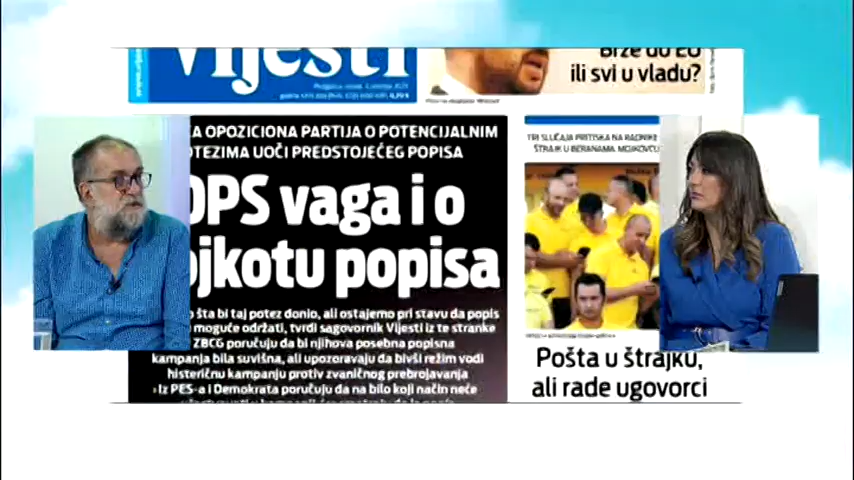 Vijesti
Brže do EU
ili svi u vladu?
ZA OPOZICIONA PARTIJA O POTENCIJALNIM
OTEZIMA UOČI PREDSTOJEĆEG POPISA
DPS vaga i o
ojkotu popisa
o šta bi taj potez donio, ali ostajemo pri stavu da popis
moguće održati, tvrdi sagovornik Vijesti iz te stranke
ZBCG poručuju da bi njihova posebna popisna
kampanja bila suvišna, ali upozoravaju da bivši režim vodi
histeričnu kampanju protiv zvaničnog prebrojavanja
Iz PES-a i Demokrata poručuju da na bilo koji način neće
TRI SLUČAJA PRITISKA NA RADNIKE
ŠTRAJK U BERANAMA, MOJKOVCU
Pošta u štrajku,
ali rade ugovorci